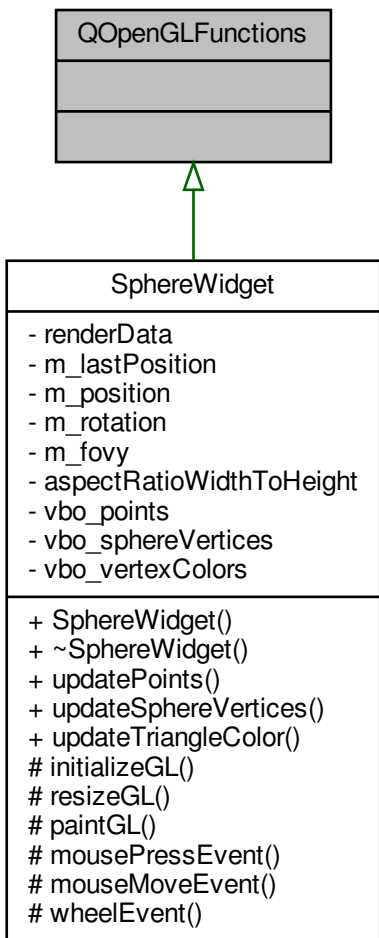 QOpenGLFunctions
SphereWidget
- renderData
- m_lastPosition
- m_position
- m_rotation
- m_fovy
- aspectRatioWidthToHeight
- vbo_points
- vbo_sphereVertices
- vbo_vertexColors
+ SphereWidget()
+ ~SphereWidget()
+ updatePoints()
+ updateSphereVertices()
+ updateTriangleColor()
# initializeGL()
# resizeGL()
# paintGL()
# mousePressEvent()
# mouseMoveEvent()
# wheelEvent()